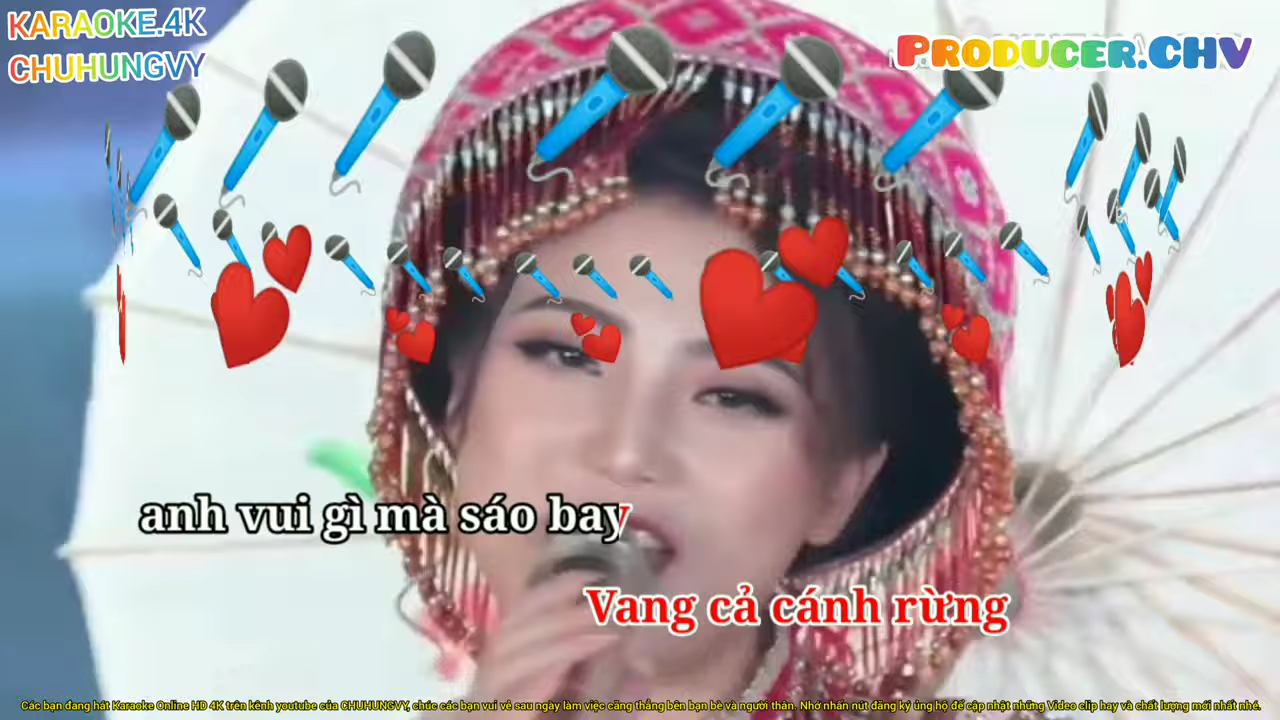 KARAOKE.4K
CHUHUNGVY
PRODUCER.CHV
anh vui gì mà sáo bay
Vang cả cánh rừng
Các bạn đang hát Karaoke Online HD 4K trên kênh youtube của CHUHUNGVY, chúc các bạn vui vẻ sau ngày làm việc căng thẳng bên bạn bè và người thân. Nhớ nhấn nút đăng ký ủng hộ để cập nhật những Video clip hay và chất lượng mới nhất nhé.